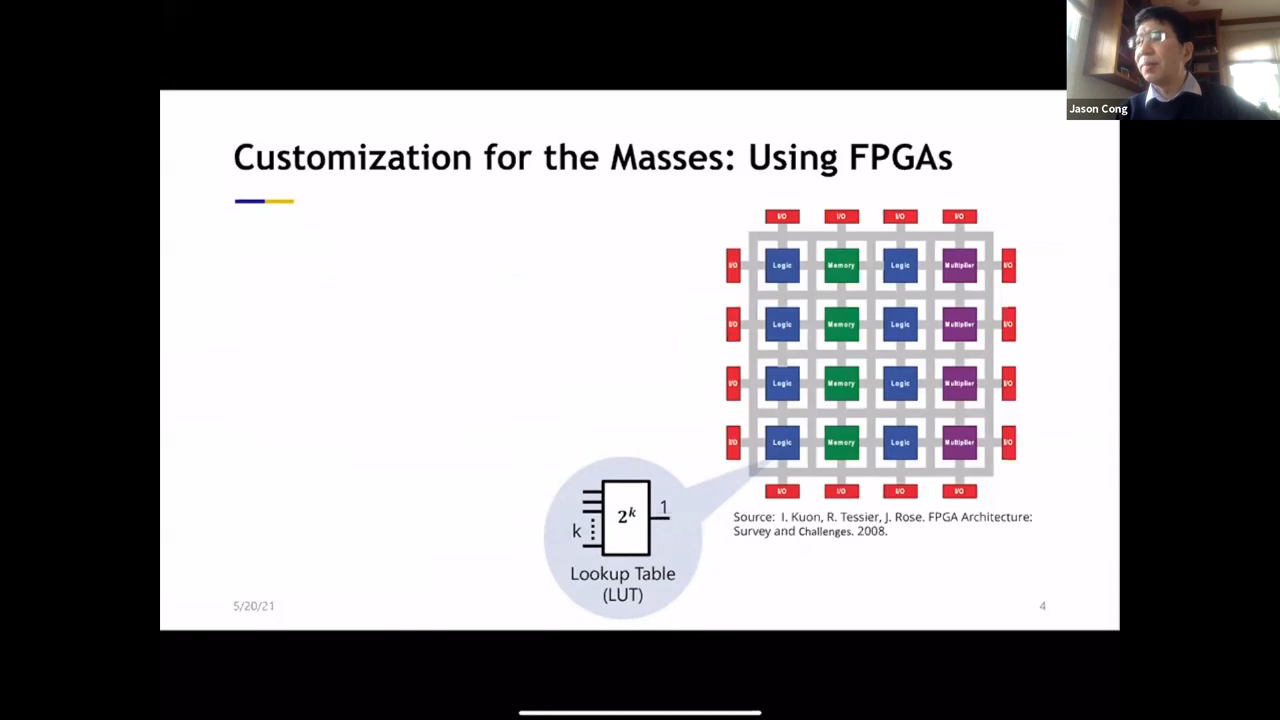 Jason Cong
Customization for the Masses: Using FPGAs
I/O I/O I/O I/O
I/O Logic Memory Logic Multiplier I/O
I/O Logic Memory Logic Multiplier I/O
I/O Logic Memory Logic Multiplier I/O
I/O Logic Memory Logic Multiplier I/O
I/O I/O I/O I/O
Source: I. Kuon, R. Tessier, J. Rose. FPGA Architecture:
Survey and Challenges. 2008.
k 2^k 1
Lookup Table
(LUT)
5/20/21
4